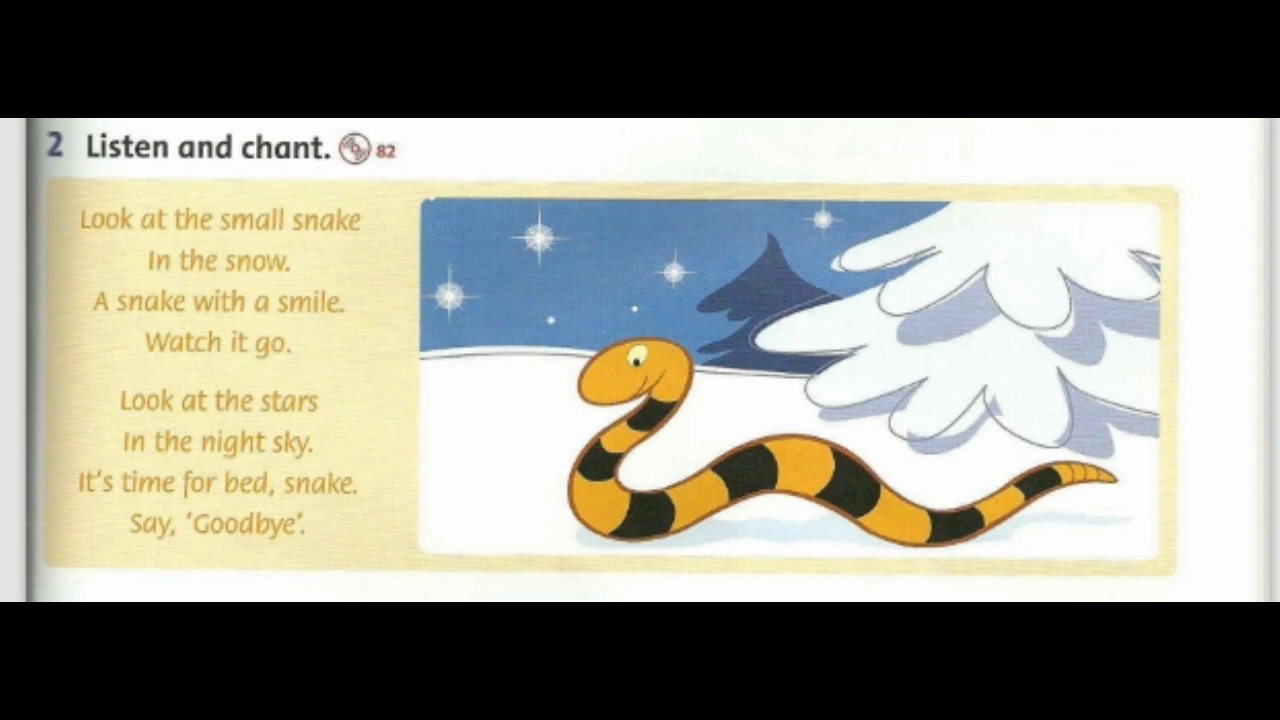 2 Listen and chant. 82
Look at the small snake
In the snow.
A snake with a smile.
Watch it go.
Look at the stars
In the night sky.
It's time for bed, snake.
Say, 'Goodbye'.